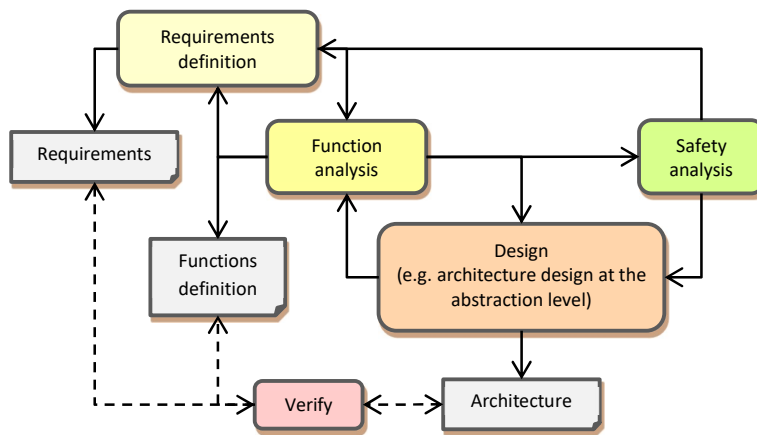 Requirements
definition
Requirements
Function
analysis
Safety
analysis
Functions
definition
Design
(e.g. architecture design at the
abstraction level)
Verify
Architecture